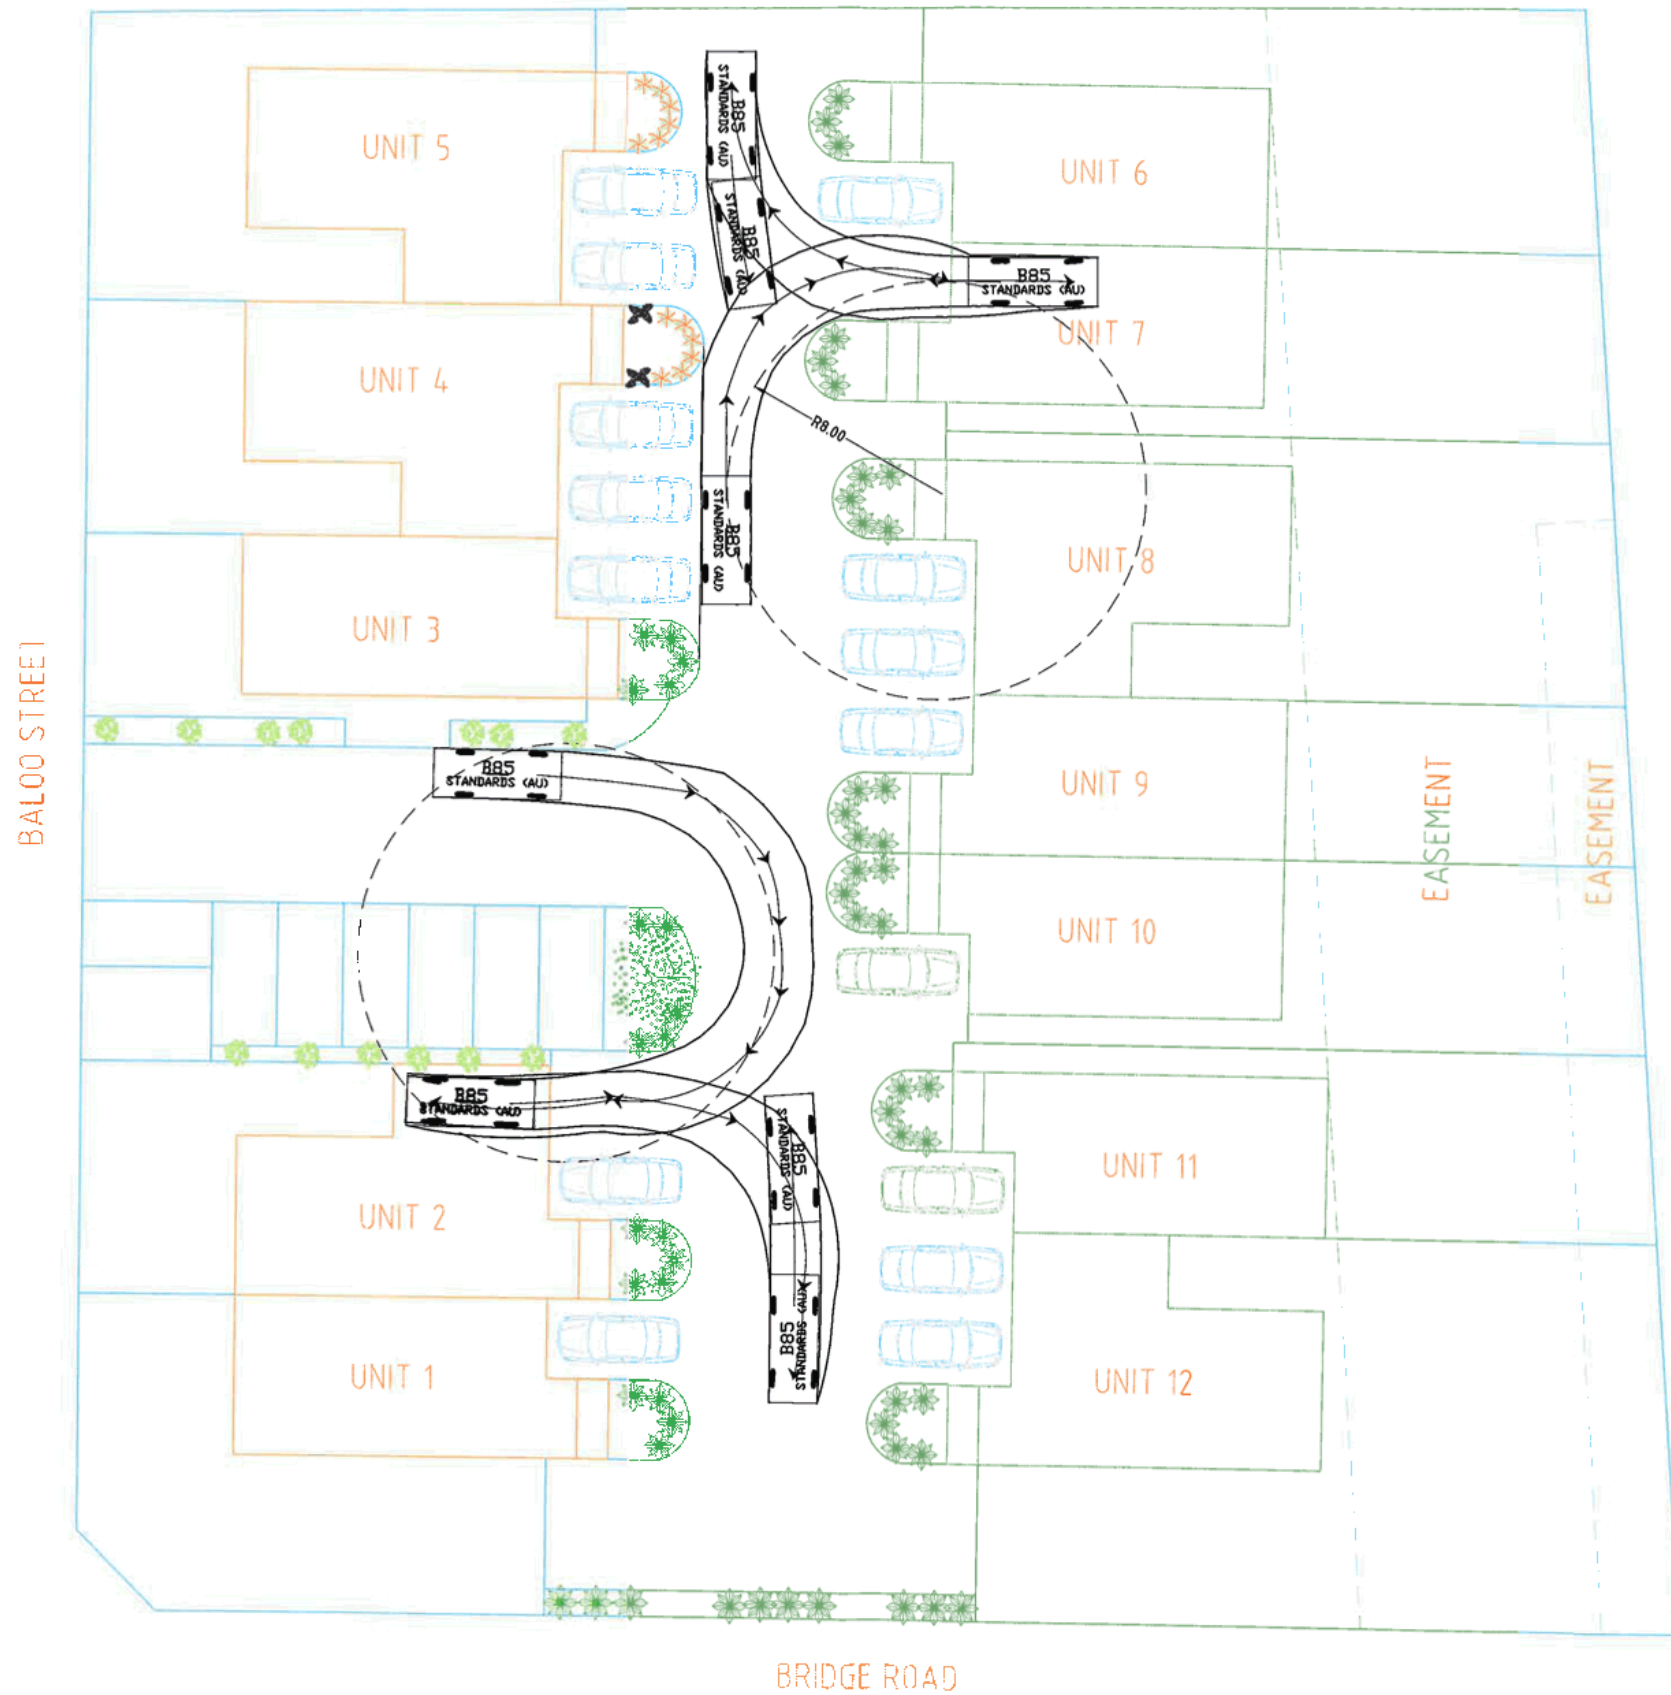 B85
STANDARDS (AU)
UNIT 5
UNIT 6
B85
STANDARDS (AU)
B85
STANDARDS (AU)
UNIT 7
UNIT 4
R8.00
B85
STANDARDS (AU)
UNIT 8
UNIT 3
BALOO STREET
B85
STANDARDS (AU)
UNIT 9
EASEMENT
EASEMENT
UNIT 10
B85
STANDARDS (AU)
B85
STANDARDS (AU)
UNIT 11
UNIT 2
B85
STANDARDS (AU)
UNIT 1
UNIT 12
BRIDGE ROAD